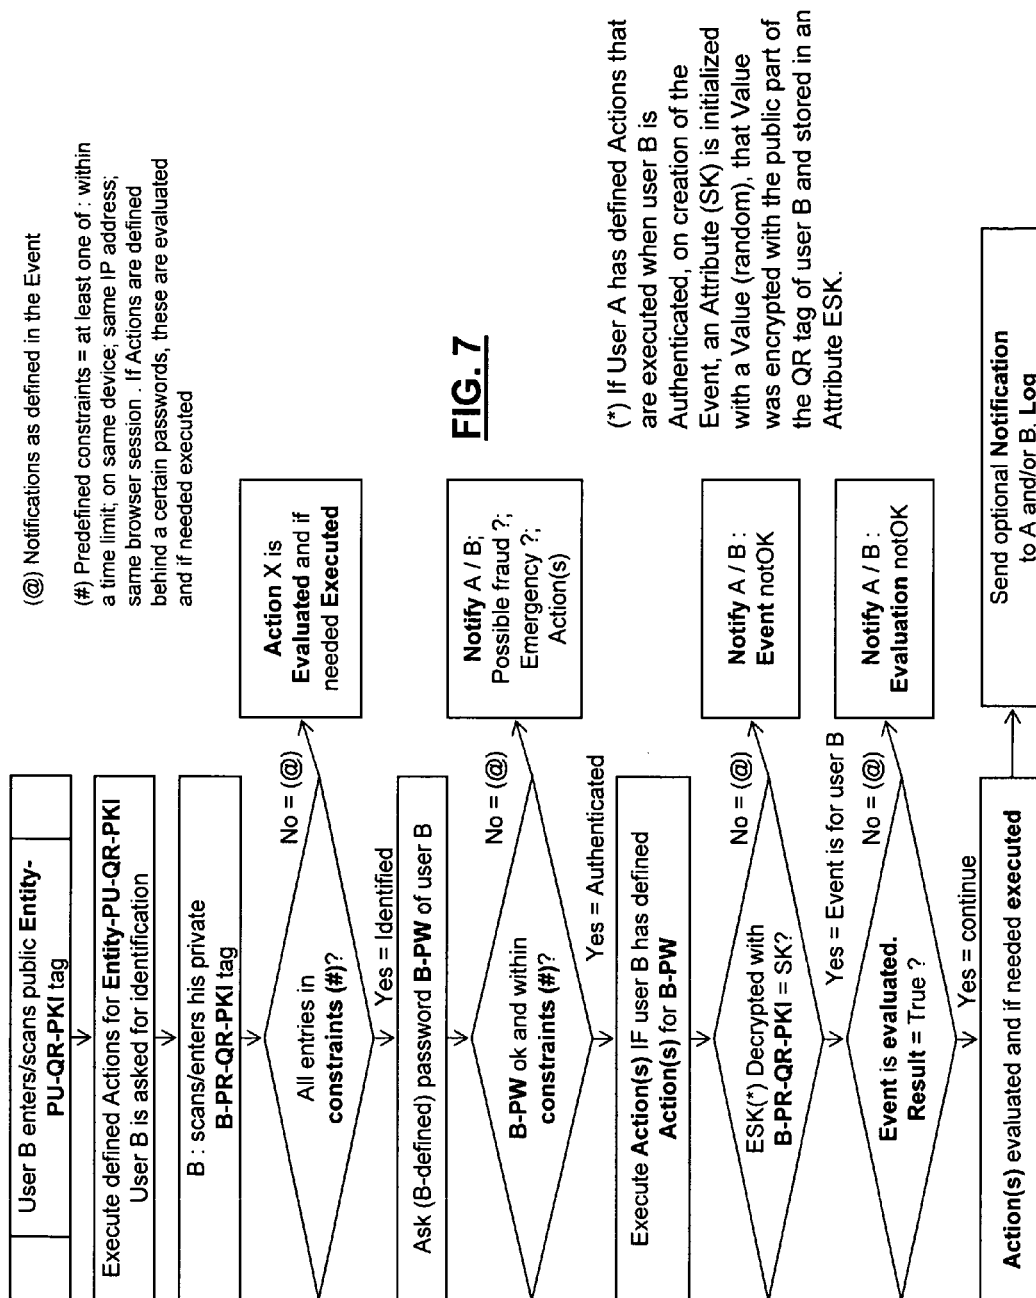 User B enters/scans public Entity-
PU-QR-PKI tag
Execute defined Actions for Entity-PU-QR-PKI
User B is asked for identification
B : scans/enters his private
B-PR-QR-PKI tag
All entries in
constraints (#)?
No = (@)
Action X is
Evaluated and if
needed Executed
Yes = Identified
Ask (B-defined) password B-PW of user B
B-PW ok and within
constraints (#)?
No = (@)
Notify A / B;
Possible fraud ?;
Emergency ?;
Action(s)
Yes = Authenticated
Execute Action(s) IF user B has defined
Action(s) for B-PW
ESK(*) Decrypted with
B-PR-QR-PKI = SK?
No = (@)
Notify A / B :
Event notOK
Yes = Event is for user B
Event is evaluated.
Result = True ?
No = (@)
Notify A / B :
Evaluation notOK
Yes = continue
Action(s) evaluated and if needed executed
Send optional Notification
to A and/or B. Log
(@) Notifications as defined in the Event
(#) Predefined constraints = at least one of : within
a time limit; on same device; same IP address;
same browser session . If Actions are defined
behind a certain passwords, these are evaluated
and if needed executed
FIG. 7
(*) If User A has defined Actions that
are executed when user B is
Authenticated, on creation of the
Event, an Attribute (SK) is initialized
with a Value (random), that Value
was encrypted with the public part of
the QR tag of user B and stored in an
Attribute ESK.